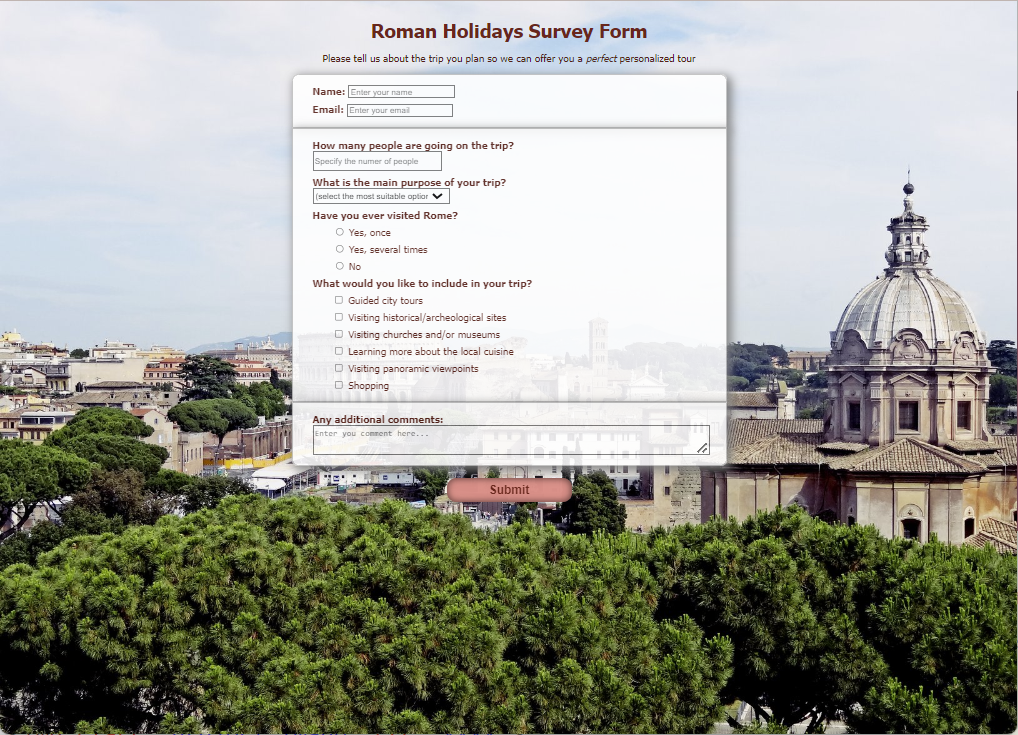 Roman Holidays Survey Form
Please tell us about the trip you plan so we can offer you a perfect personalized tour
Name: Enter your name
Email: Enter your email
How many people are going on the trip?
Specify the numer of people
What is the main purpose of your trip?
(select the most suitable option
Have you ever visited Rome?
Yes, once
Yes, several times
No
What would you like to include in your trip?
Guided city tours
Visiting historical/archeological sites
Visiting churches and/or museums
Learning more about the local cuisine
Visiting panoramic viewpoints
Shopping
Any additional comments:
Enter you comment here...
Submit